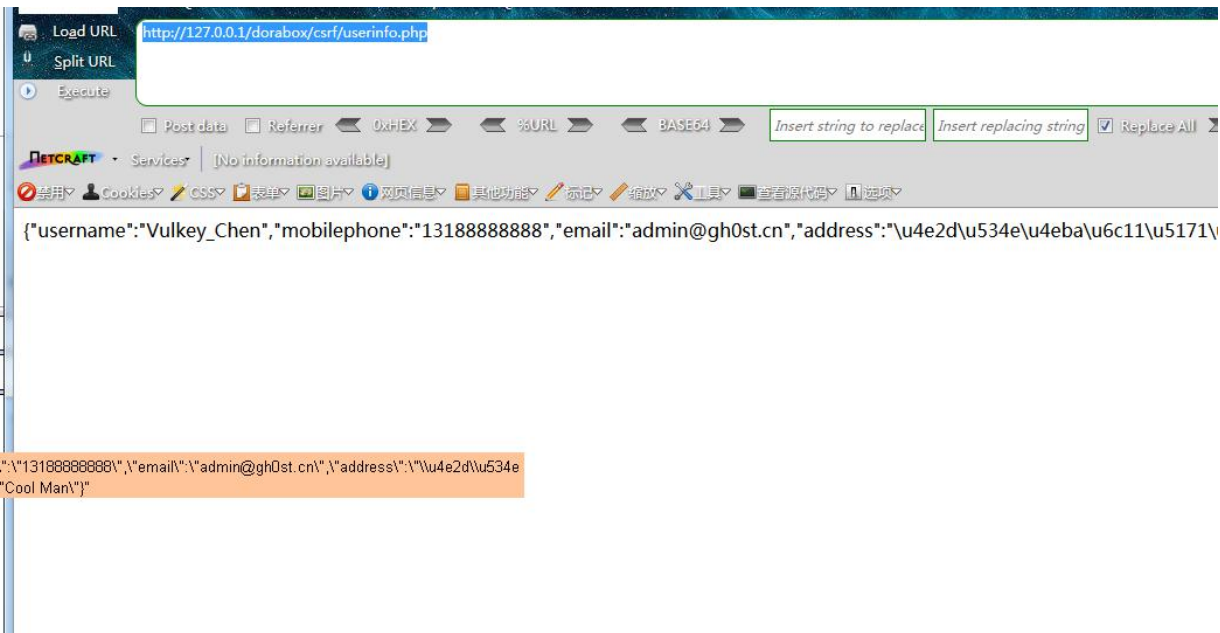 Load URL
http://127.0.0.1/dorabox/csrf/userinfo.php
Split URL
Execute
Post data Referrer 0xHEX %URL BASE64 Insert string to replace Insert replacing string Replace All
NETCRAFT Services [No information available]
禁用 Cookies CSS 表单 图片 网页信息 其他功能 标记 缩放 工具 查看源代码 选项
{"username":"Vulkey_Chen","mobilephone":"13188888888","email":"admin@gh0st.cn","address":"\u4e2d\u534e\u4eba\u6c11\u5171\
":\"13188888888\",\"email\":\"admin@gh0st.cn\",\"address\":\"\\u4e2d\\u534e
"Cool Man\"}"